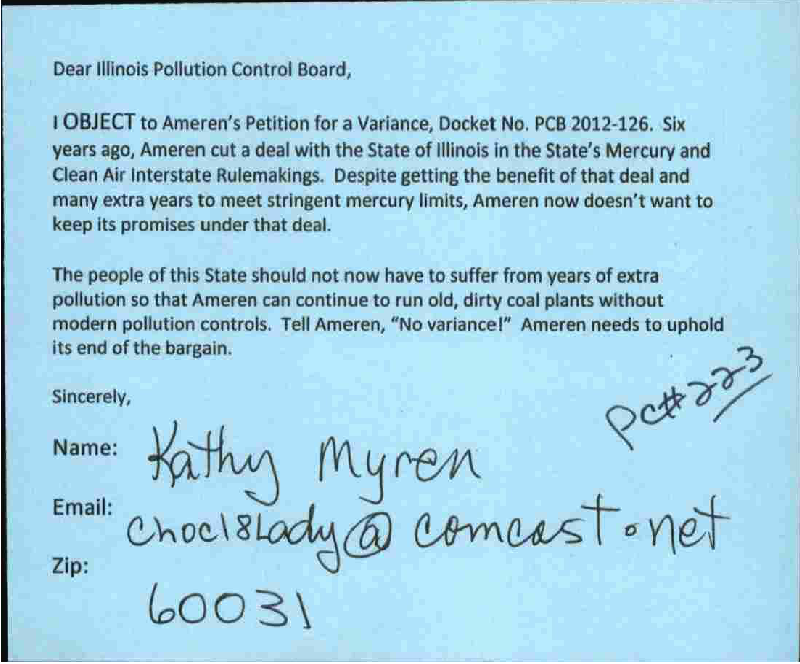 Dear Illinois Pollution Control Board,
I OBJECT to Ameren's Petition for a Variance, Docket No. PCB 2012-126.  Six
years ago, Ameren cut a deal with the State of Illinois in the State's Mercury and
Clean Air Interstate Rulemakings.  Despite getting the benefit of that deal and
many extra years to meet stringent mercury limits, Ameren now doesn't want to
keep its promises under that deal.
The people of this State should not now have to suffer from years of extra
pollution so that Ameren can continue to run old, dirty coal plants without
modern pollution controls.  Tell Ameren, "No variance!"  Ameren needs to uphold
its end of the bargain.
Sincerely,
PC# 223
Name: Kathy Myren
Email: Chocl8Lady@comcast.net
Zip: 60031